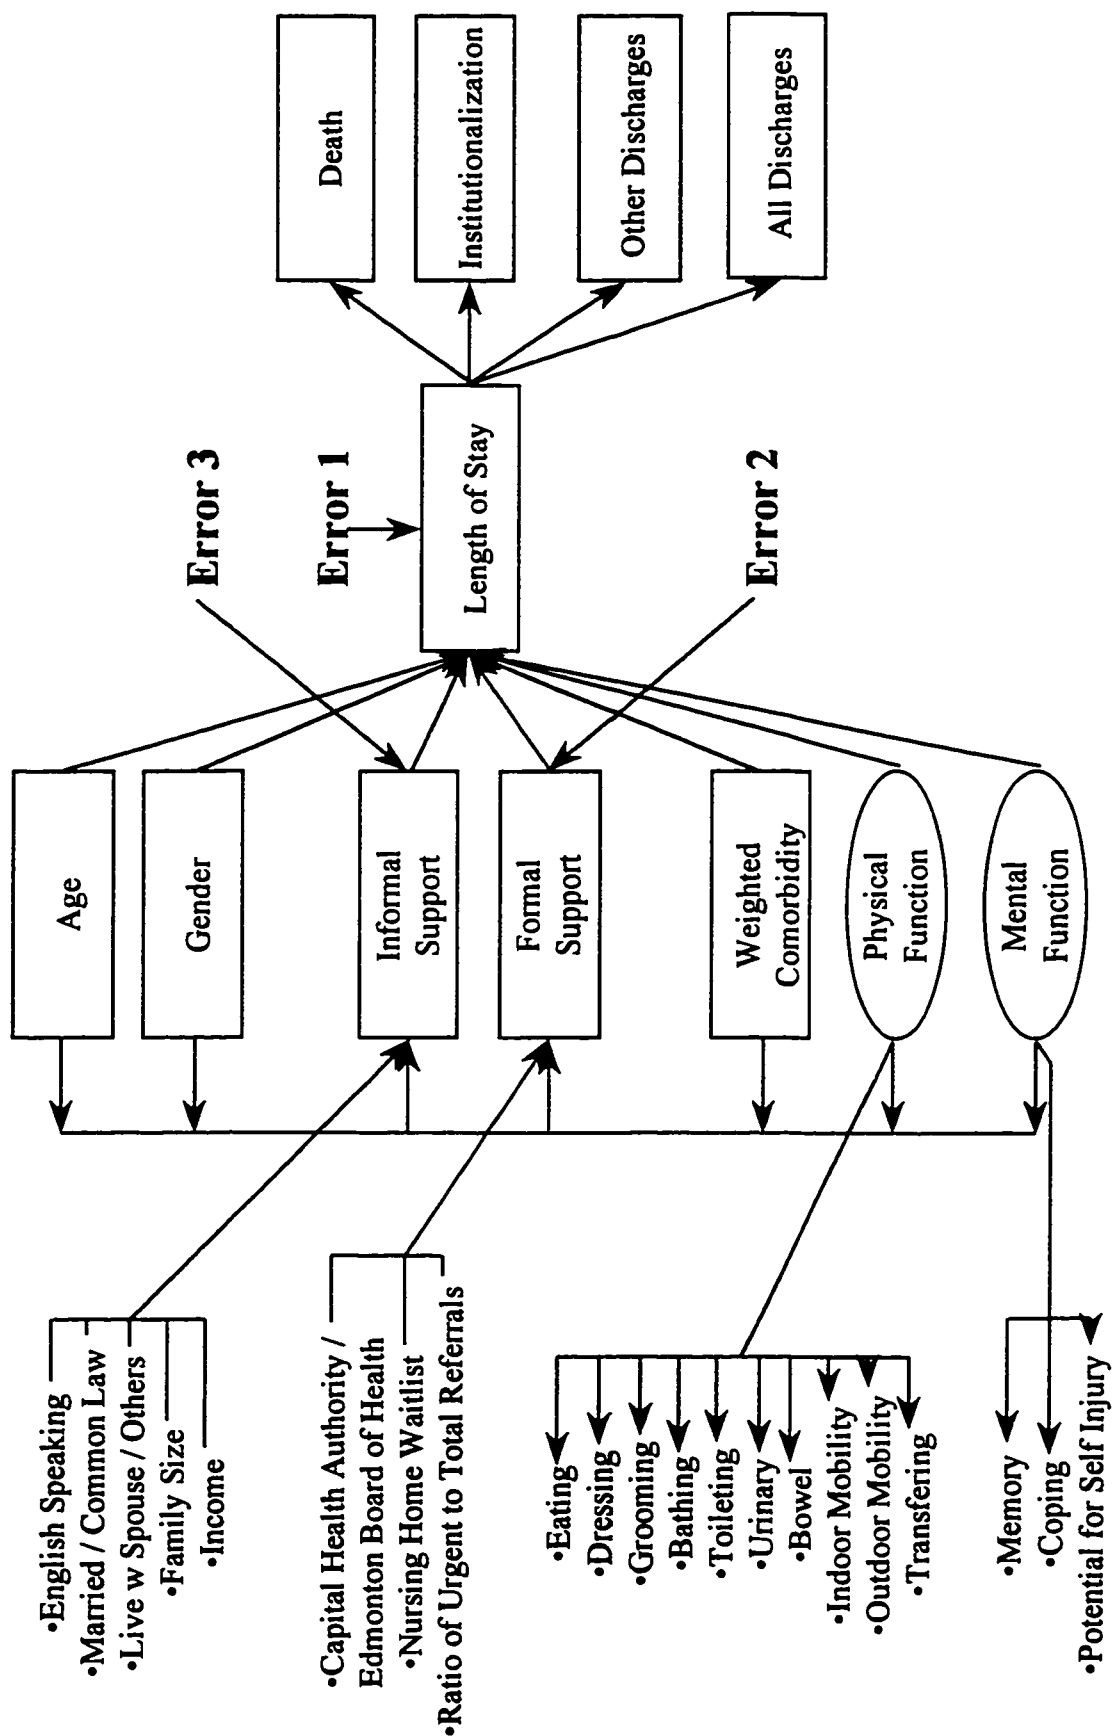 •English Speaking
•Married / Common Law
•Live w Spouse / Others
•Family Size
•Income
•Capital Health Authority /
Edmonton Board of Health
•Nursing Home Waitlist
•Ratio of Urgent to Total Referrals
•Eating
•Dressing
•Grooming
•Bathing
•Toileting
•Urinary
•Bowel
•Indoor Mobility
•Outdoor Mobility
•Transfering
•Memory
•Coping
•Potential for Self Injury
Age
Gender
Informal
Support
Formal
Support
Weighted
Comorbidity
Physical
Function
Mental
Function
Error 3
Error 1
Length of Stay
Error 2
Death
Institutionalization
Other Discharges
All Discharges